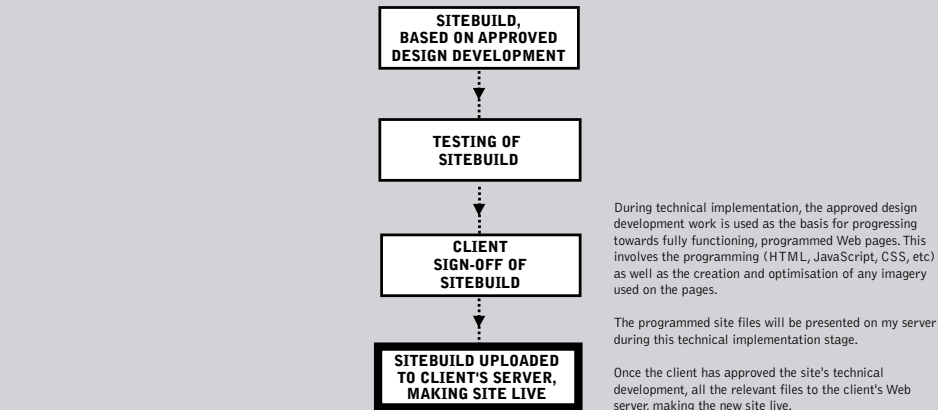 SITEBUILD,
BASED ON APPROVED
DESIGN DEVELOPMENT
TESTING OF
SITEBUILD
CLIENT
SIGN-OFF OF
SITEBUILD
SITEBUILD UPLOADED
TO CLIENT'S SERVER,
MAKING SITE LIVE
During technical implementation, the approved design
development work is used as the basis for progressing
towards fully functioning, programmed Web pages. This
involves the programming (HTML, JavaScript, CSS, etc)
as well as the creation and optimisation of any imagery
used on the pages.
The programmed site files will be presented on my server
during this technical implementation stage.
Once the client has approved the site's technical
development, all the relevant files to the client's Web
server, making the new site live.